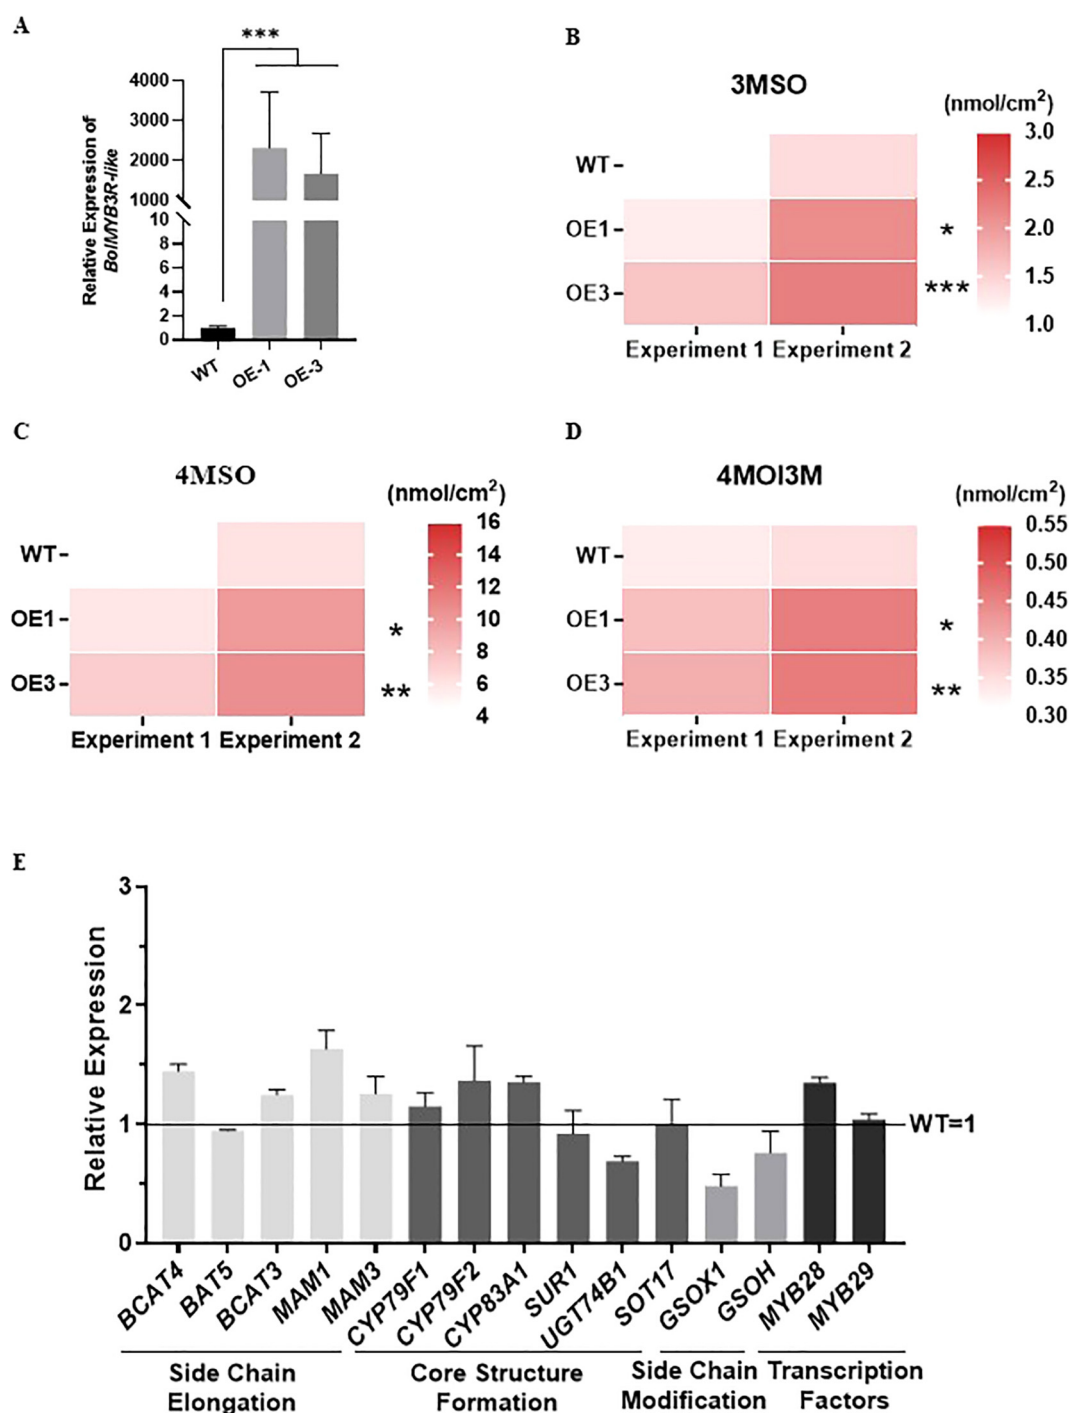 A
***
Relative Expression of
BolMYB3R-like
4000
3000
2000
1000
10
8
6
4
2
0
WT
OE-1
OE-3
B
3MSO
(nmol/cm²)
WT
OE1
OE3
*
***
3.0
2.5
2.0
1.5
1.0
Experiment 1 Experiment 2
C
4MSO
(nmol/cm²)
WT
OE1
OE3
*
**
16
14
12
10
8
6
4
Experiment 1 Experiment 2
D
4MOI3M
(nmol/cm²)
WT
OE1
OE3
*
**
0.55
0.50
0.45
0.40
0.35
0.30
Experiment 1 Experiment 2
E
Relative Expression
3
2
1
0
WT=1
BCAT4
BAT5
BCAT3
MAM1
MAM3
CYP79F1
CYP79F2
CYP83A1
SUR1
UGT74B1
SOT17
GSOX1
GSOH
MYB28
MYB29
Side Chain
Elongation
Core Structure
Formation
Side Chain
Modification
Transcription
Factors